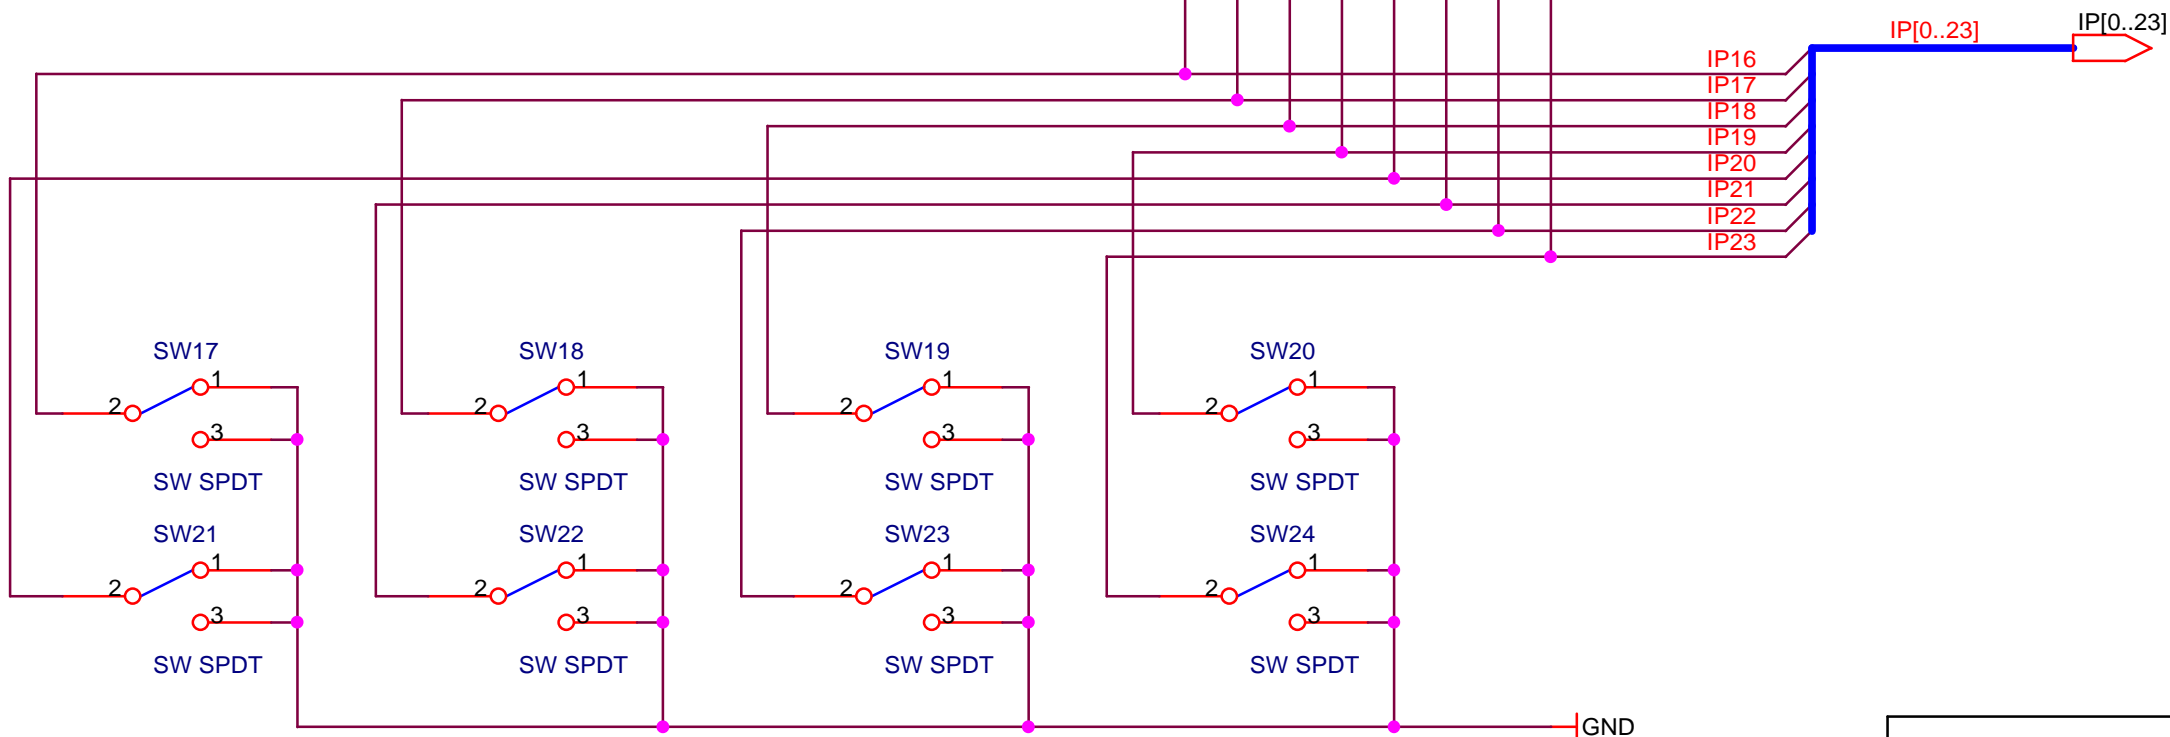 IP[0..23]
IP[0..23]
IP16
IP17
IP18
IP19
IP20
IP21
IP22
IP23
SW17 SW18 SW19 SW20
1 1 1 1
2 2 2 2
3 3 3 3
SW SPDT SW SPDT SW SPDT SW SPDT
SW21 SW22 SW23 SW24
1 1 1 1
2 2 2 2
3 3 3 3
SW SPDT SW SPDT SW SPDT SW SPDT
GND